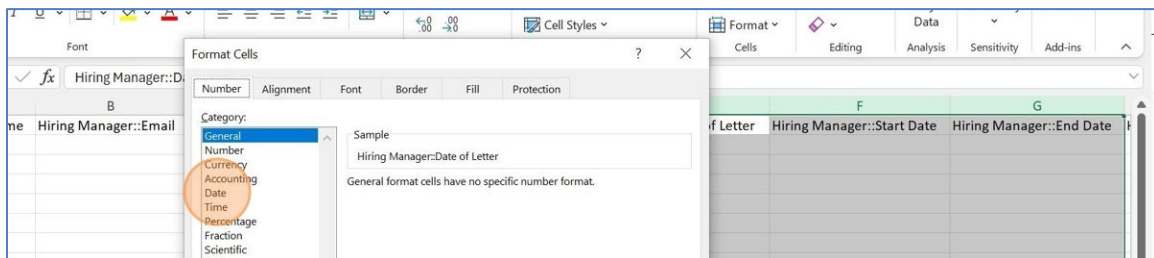 Cell Styles
Format
Data
Font
Cells
Editing
Analysis
Sensitivity
Add-ins
Format Cells
fx Hiring Manager::Da
Number Alignment Font Border Fill Protection
B F G
Category:
me Hiring Manager::Email
of Letter Hiring Manager::Start Date Hiring Manager::End Date
General
Sample
Number
Hiring Manager::Date of Letter
Currency
Accounting
General format cells have no specific number format.
Date
Time
Percentage
Fraction
Scientific